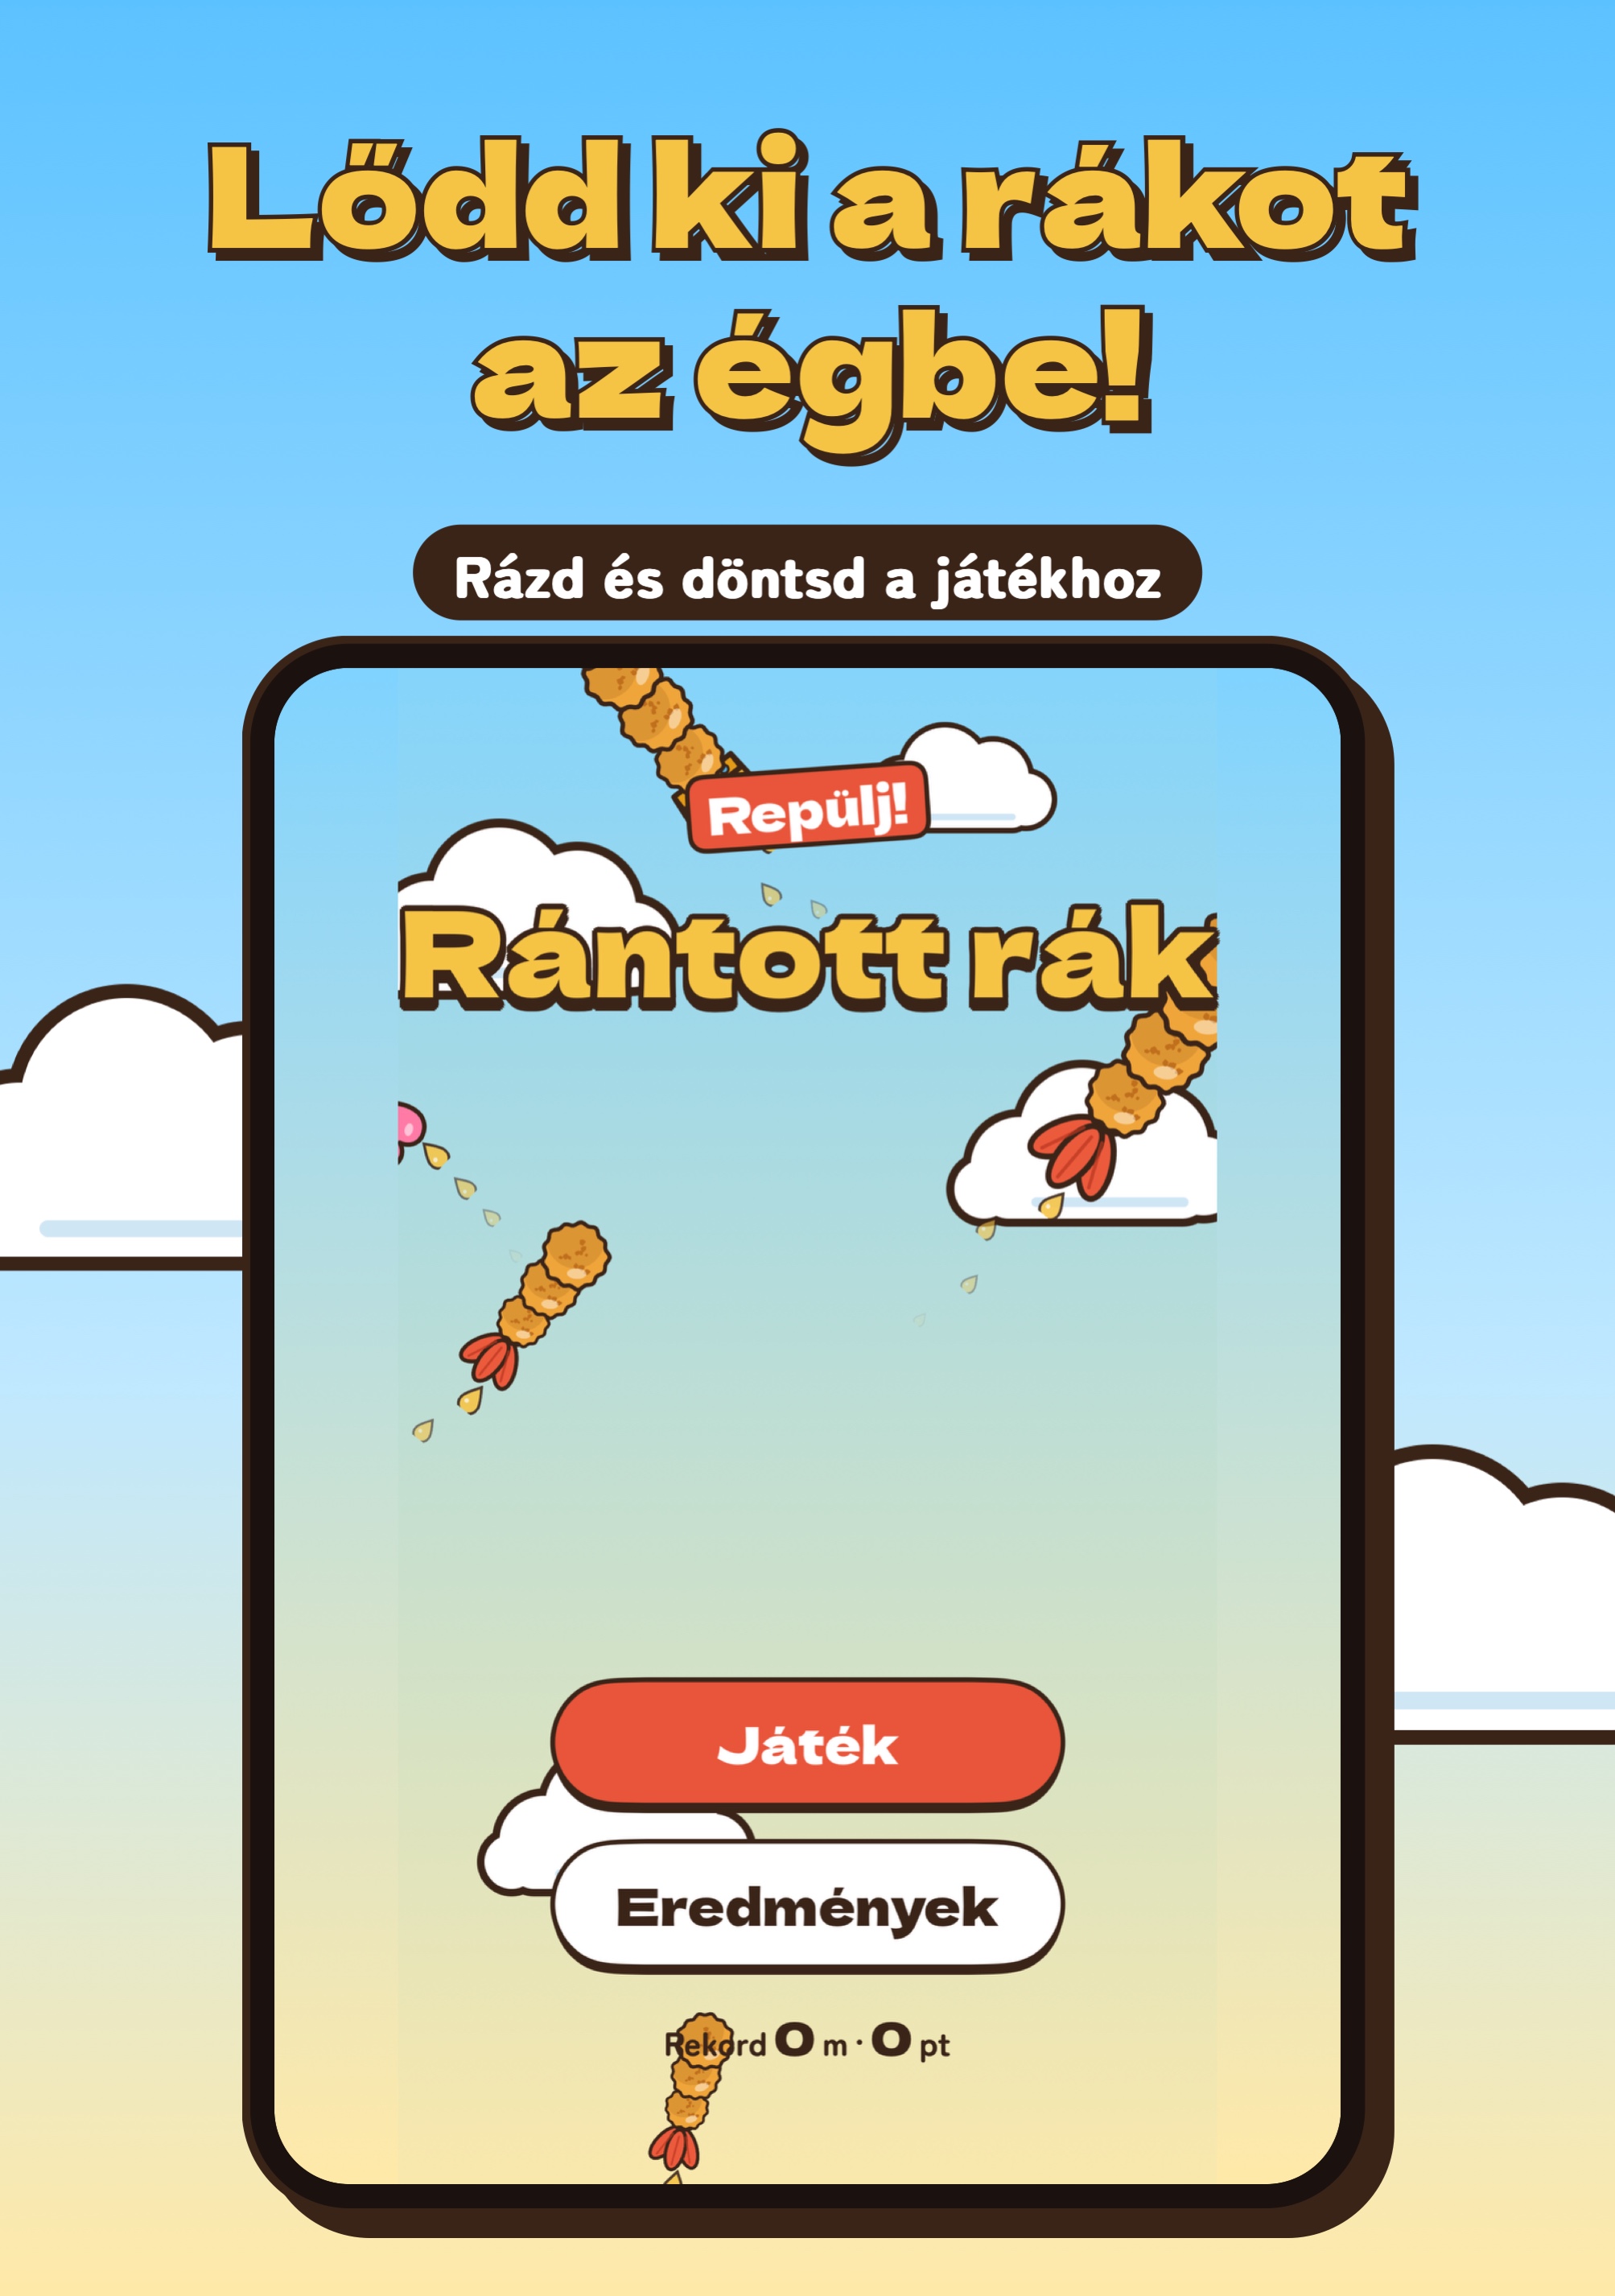 Lődd ki a rákot
az égbe!
Rázd és döntsd a játékhoz
Repülj!
Rántott rák
Játék
Eredmények
Rekord 0 m · 0 pt